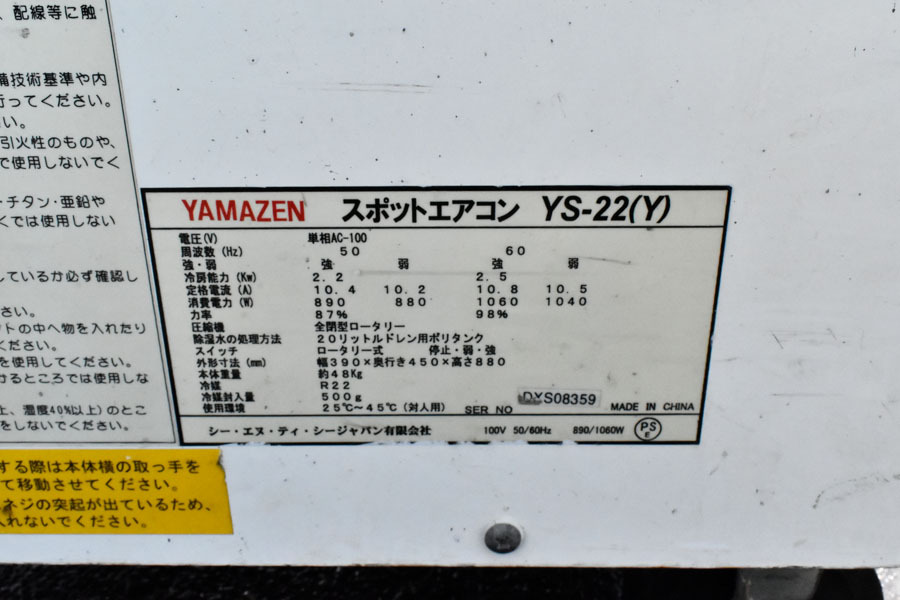 、配線等に触
備技術基準や内
行ってください。
い。
引火性のものや、
で使用しないでく
ーチタン・亜鉛や
くでは使用しない
しているか必ず確認し
さい。
クトの中へ物を入れたり
ください。
を使用してください。
けるところでは使用しな
上、湿度40%以上)のとこ
をしないでください。
YAMAZEN スポットエアコン YS-22(Y)
電圧(V) 単相AC-100
周波数(Hz) 50 60
強・弱 強 弱 強 弱
冷房能力(Kw) 2.2 2.5
定格電流(A) 10.4 10.2 10.8 10.5
消費電力(W) 890 880 1060 1040
力率 87% 98%
圧縮機 全閉型ロータリー
除湿水の処理方法 20リットルドレン用ポリタンク
スイッチ ロータリー式 停止・弱・強
外形寸法(mm) 幅390×奥行き450×高さ880
本体重量 約48Kg
冷媒 R22
冷媒封入量 500g
使用環境 25℃~45℃(対人用) SER NO DXS08359 MADE IN CHINA
シー・エヌ・ティ・シージャパン有限会社 100V 50/60Hz 890/1060W PS E
する際は本体横の取っ手を
て移動させてください。
ネジの突起が出ているため、
入れないでください。